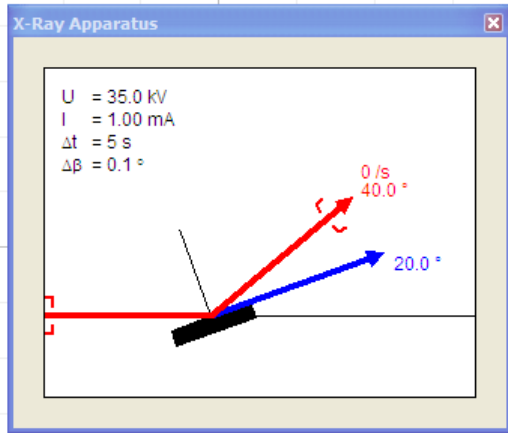 X-Ray Apparatus
U = 35.0 kV
I = 1.00 mA
Δt = 5 s
Δβ = 0.1 °
0 /s
40.0 °
20.0 °